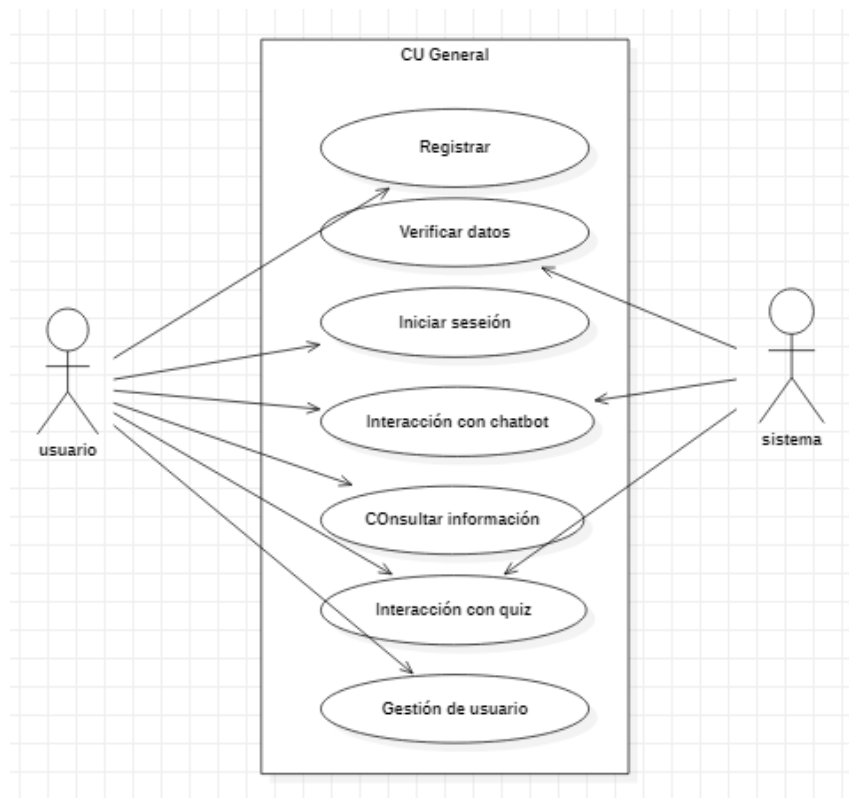 CU General
Registrar
Verificar datos
Iniciar seseión
Interacción con chatbot
COnsultar información
Interacción con quiz
Gestión de usuario
usuario
sistema